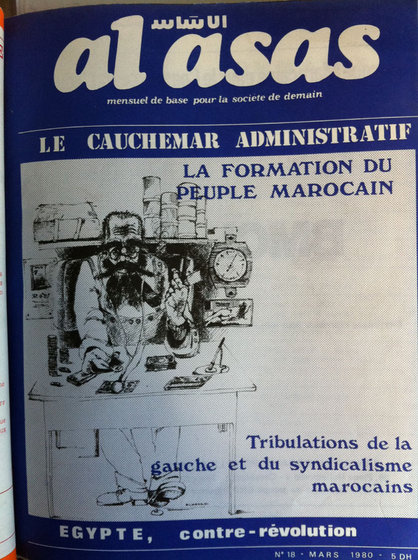 الأساس
al asas
mensuel de base pour la societe de demain
LE CAUCHEMAR ADMINISTRATIF
LA FORMATION DU
PEUPLE MAROCAIN
Tribulations de la
gauche et du syndicalisme
marocains
EGYPTE, contre-révolution
N° 18 - MARS 1980 - 5 DH